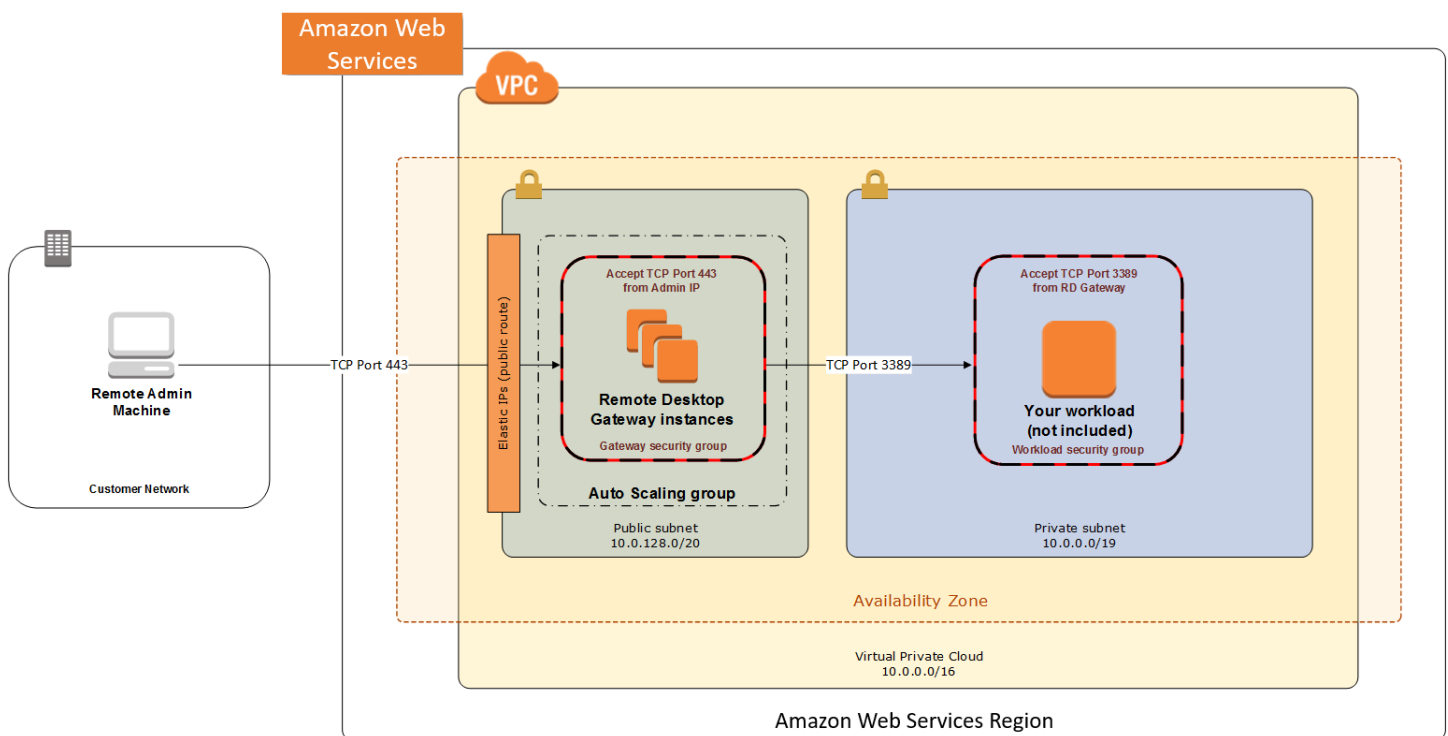 Amazon Web
Services
VPC
Remote Admin
Machine
Customer Network
TCP Port 443
Elastic IPs (public route)
Accept TCP Port 443
from Admin IP
Remote Desktop
Gateway instances
Gateway security group
Auto Scaling group
Public subnet
10.0.128.0/20
TCP Port 3389
Accept TCP Port 3389
from RD Gateway
Your workload
(not included)
Workload security group
Private subnet
10.0.0.0/19
Availability Zone
Virtual Private Cloud
10.0.0.0/16
Amazon Web Services Region